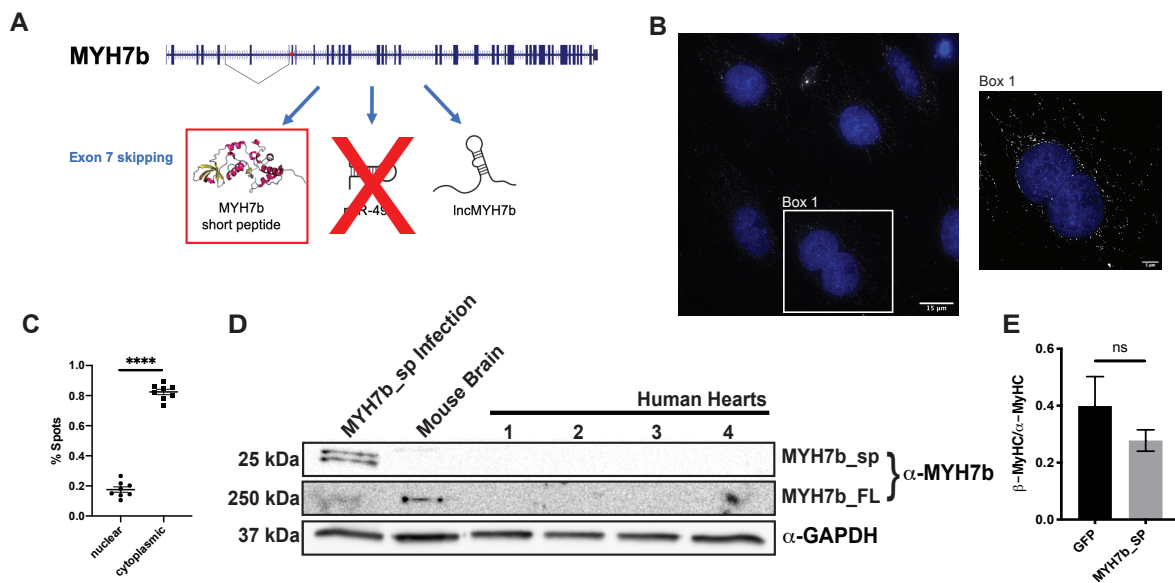 A
MYH7b
Exon 7 skipping
MYH7b
short peptide
lncMYH7b
B
Box 1
15 μm
Box 1
5 μm
C
****
% Spots
1.0
0.8
0.6
0.4
0.2
0.0
nuclear
cytoplasmic
D
MYH7b_sp Infection
Mouse Brain
Human Hearts
1 2 3 4
25 kDa
MYH7b_sp
250 kDa
MYH7b_FL
α-MYH7b
37 kDa
α-GAPDH
E
ns
β-MyHC/α-MyHC
0.6
0.4
0.2
0.0
GFP
MYH7b_SP